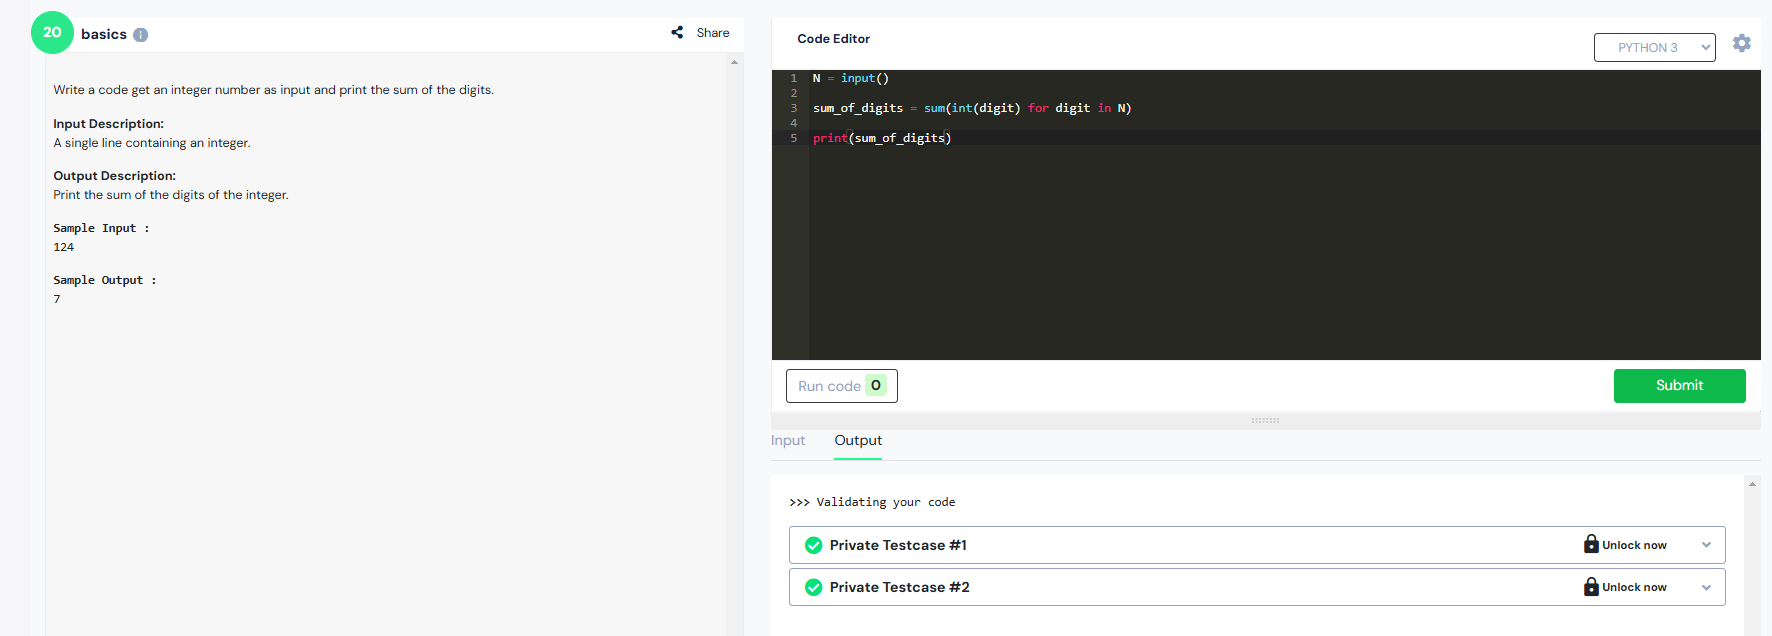 20 basics i Share
Write a code get an integer number as input and print the sum of the digits.
Input Description:
A single line containing an integer.
Output Description:
Print the sum of the digits of the integer.
Sample Input :
124
Sample Output :
7
Code Editor
PYTHON 3
1 N = input()
2
3 sum_of_digits = sum(int(digit) for digit in N)
4
5 print(sum_of_digits)
Run code 0
Submit
Input Output
>>> Validating your code
Private Testcase #1 Unlock now
Private Testcase #2 Unlock now